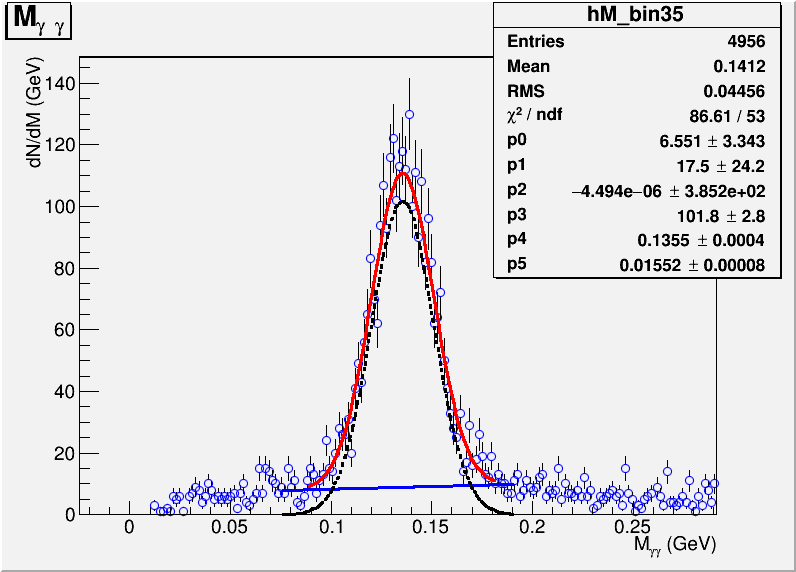 Mγ γ
hM_bin35
Entries 4956
Mean 0.1412
RMS 0.04456
χ² / ndf 86.61 / 53
p0 6.551 ± 3.343
p1 17.5 ± 24.2
p2 −4.494e−06 ± 3.852e+02
p3 101.8 ± 2.8
p4 0.1355 ± 0.0004
p5 0.01552 ± 0.00008
dN/dM (GeV)
140
120
100
80
60
40
20
0
0 0.05 0.1 0.15 0.2 0.25
Mγγ (GeV)